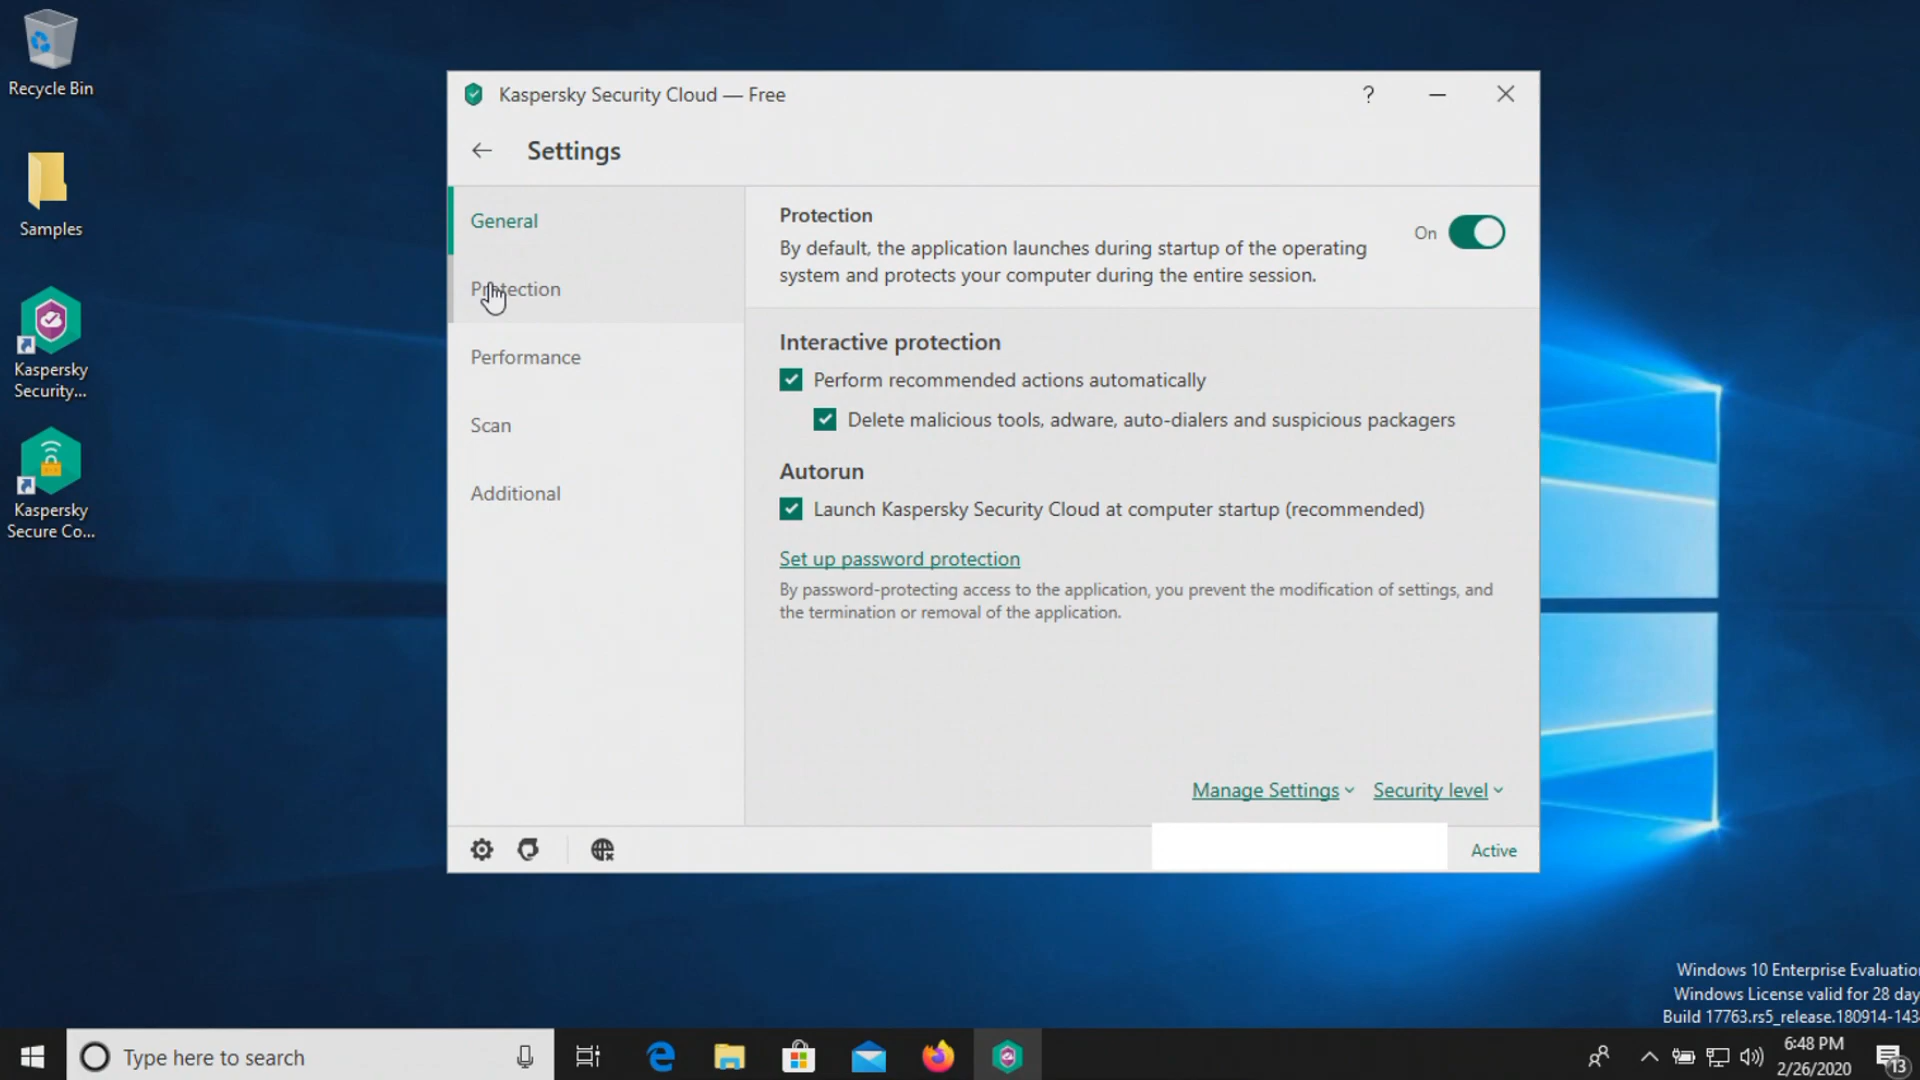 Recycle Bin
Samples
Kaspersky
Security...
Kaspersky
Secure Co...
Kaspersky Security Cloud — Free
?
Settings
General
Protection
Performance
Scan
Additional
Protection
By default, the application launches during startup of the operating
system and protects your computer during the entire session.
On
Interactive protection
Perform recommended actions automatically
Delete malicious tools, adware, auto-dialers and suspicious packagers
Autorun
Launch Kaspersky Security Cloud at computer startup (recommended)
Set up password protection
By password-protecting access to the application, you prevent the modification of settings, and
the termination or removal of the application.
Manage Settings
Security level
Active
Windows 10 Enterprise Evaluatio
Windows License valid for 28 day
Build 17763.rs5_release.180914-143
Type here to search
6:48 PM
2/26/2020
13